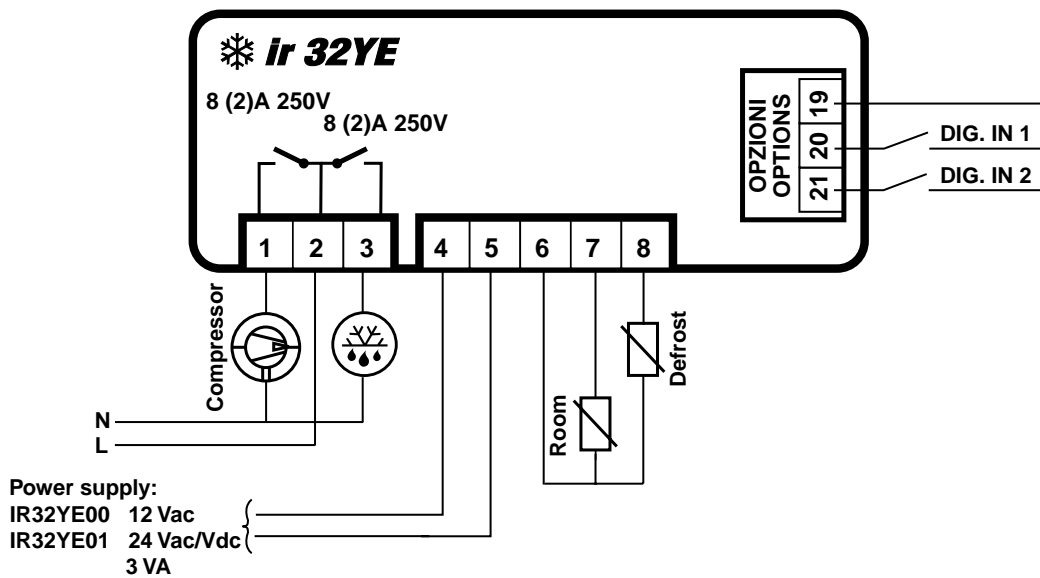 ir 32YE
8 (2)A 250V
8 (2)A 250V
OPZIONI
OPTIONS
19
20
21
DIG. IN 1
DIG. IN 2
1 2 3 4 5 6 7 8
Compressor
Defrost
Room
N
L
Power supply:
IR32YE00 12 Vac
IR32YE01 24 Vac/Vdc
3 VA